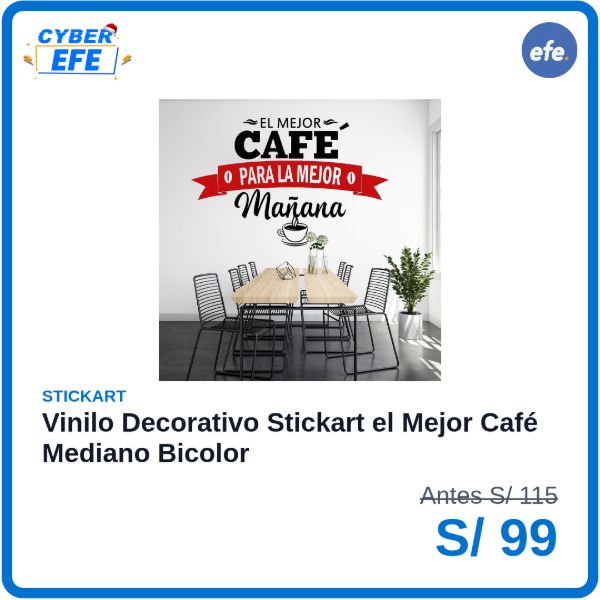 CYBER
EFE
efe.
EL MEJOR
CAFÉ
PARA LA MEJOR
Mañana
STICKART
Vinilo Decorativo Stickart el Mejor Café
Mediano Bicolor
Antes S/ 115
S/ 99